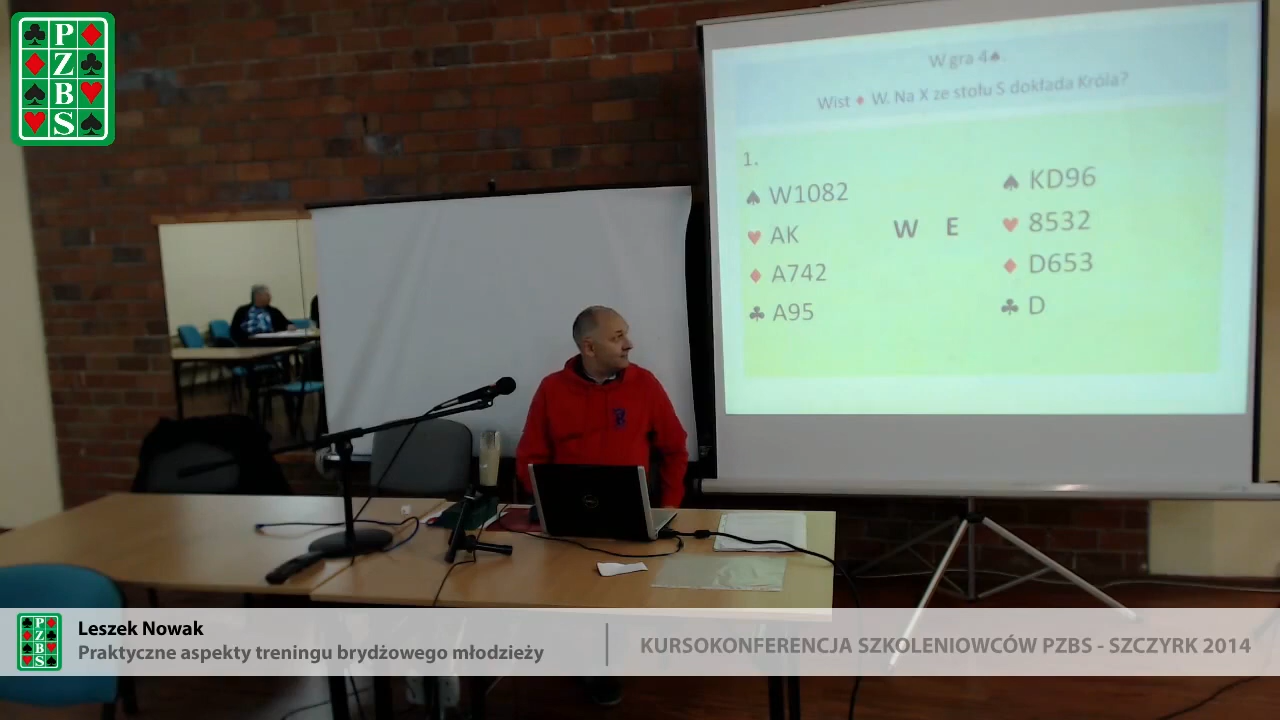 P
Z
B
S
W gra 4♠.
Wist ♦ W. Na X ze stołu S dokłada Króla?
1.
♠ W1082
♥ AK
♦ A742
♣ A95
W E
♠ KD96
♥ 8532
♦ D653
♣ D
P
Z
B
S
Leszek Nowak
Praktyczne aspekty treningu brydżowego młodzieży
KURSOKONFERENCJA SZKOLENIOWCÓW PZBS - SZCZYRK 2014